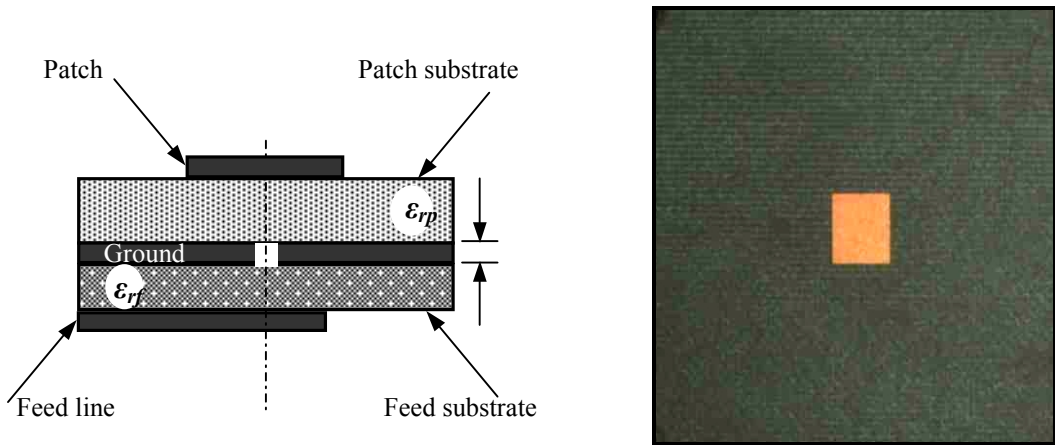 Patch
Patch substrate
εrp
Ground
εrf
Feed line
Feed substrate